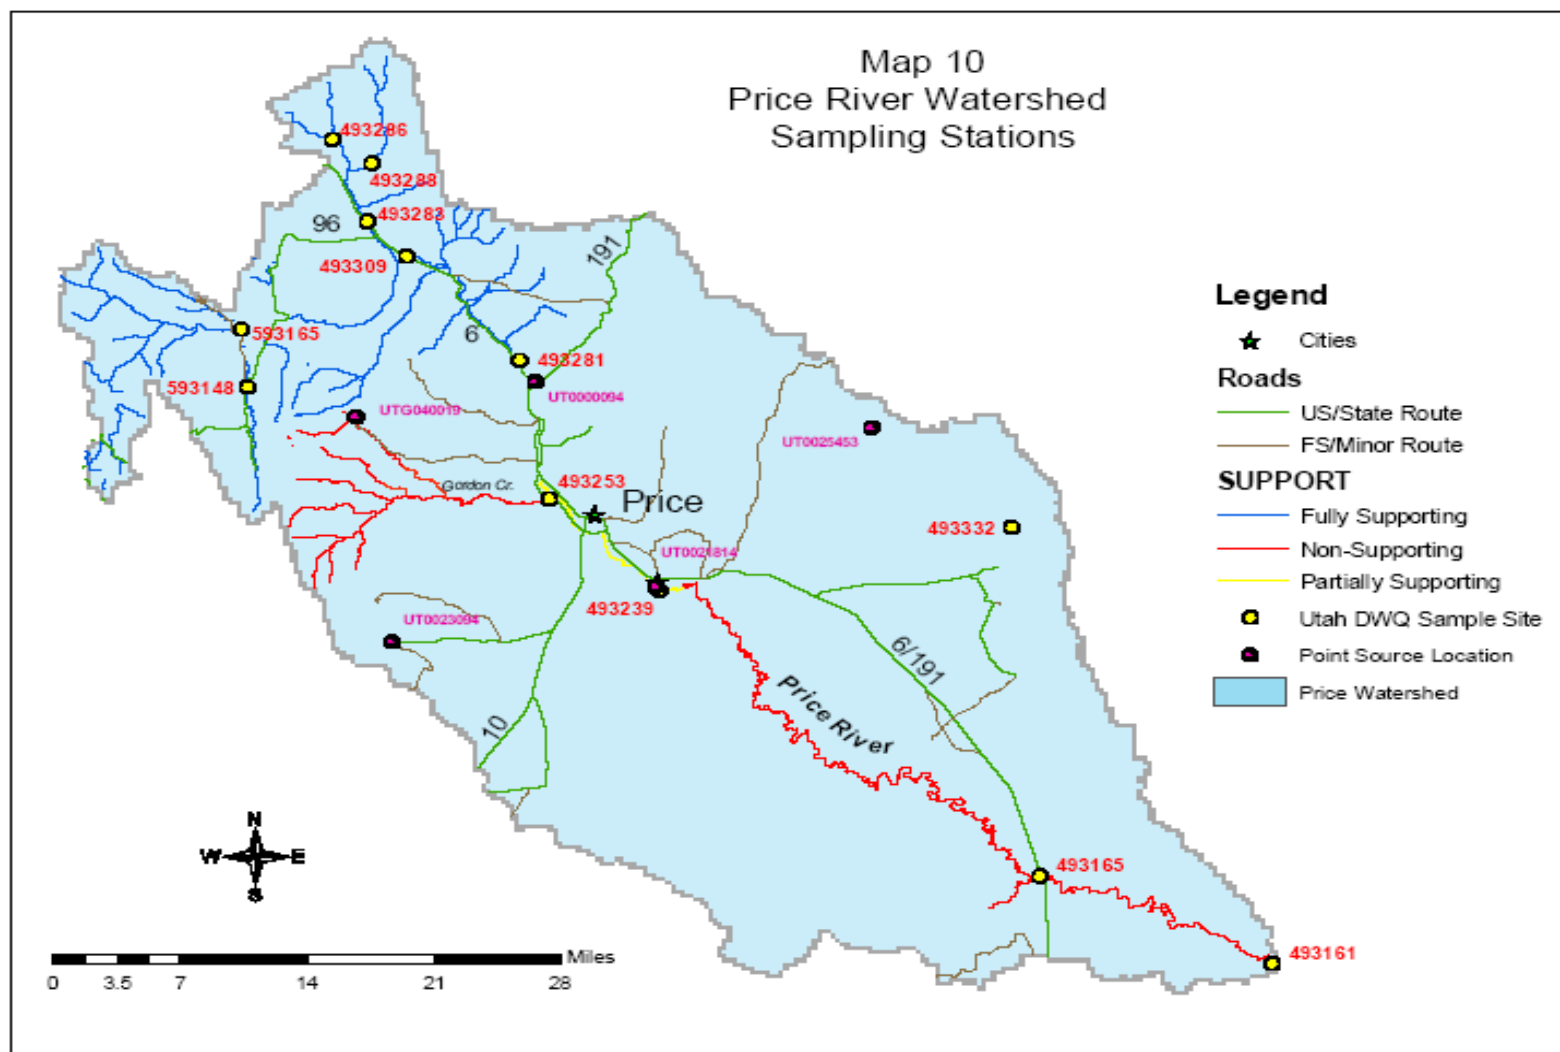 Map 10
Price River Watershed
Sampling Stations
493286
493288
493283
96
493309
191
593165
6
493281
593148
UT0000094
UTG040019
UT0025453
Gordon Cr.
493253
Price
493332
UT0021814
493239
UT0023094
6/191
Price River
10
493165
493161
Legend
Cities
Roads
US/State Route
FS/Minor Route
SUPPORT
Fully Supporting
Non-Supporting
Partially Supporting
Utah DWQ Sample Site
Point Source Location
Price Watershed
N
W E
S
Miles
0 3.5 7 14 21 28